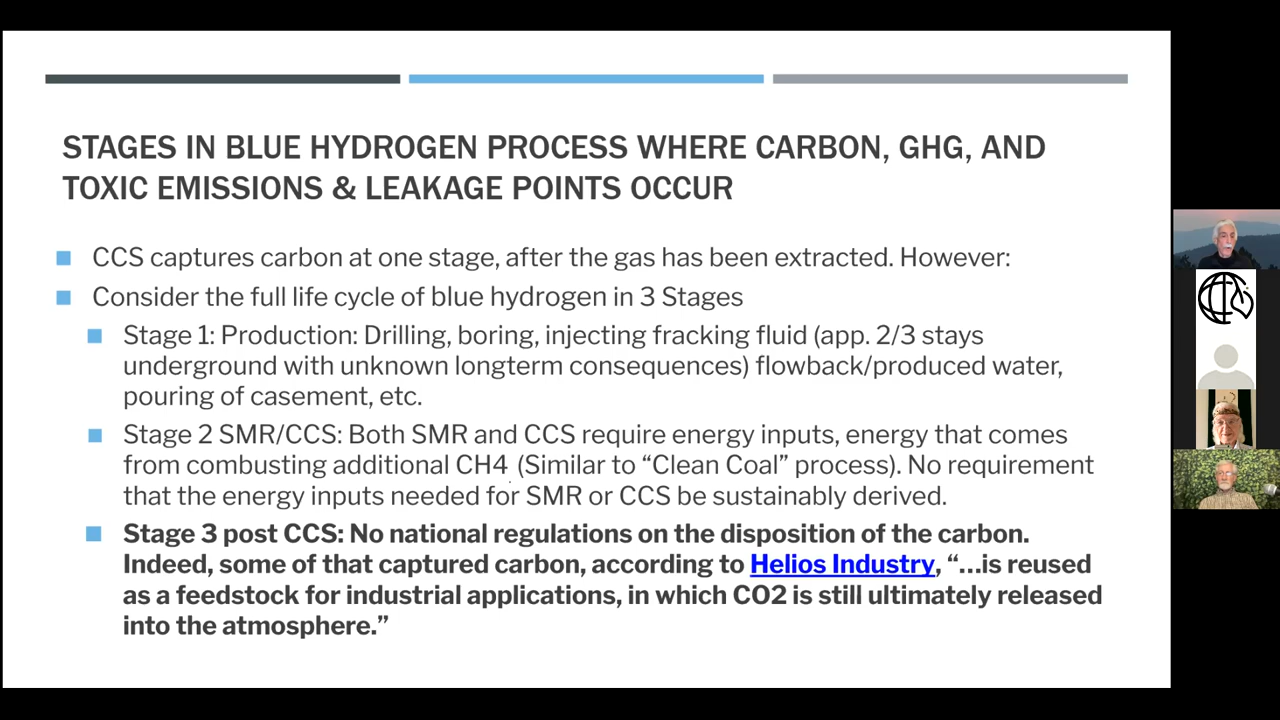 STAGES IN BLUE HYDROGEN PROCESS WHERE CARBON, GHG, AND
TOXIC EMISSIONS & LEAKAGE POINTS OCCUR
CCS captures carbon at one stage, after the gas has been extracted. However:
Consider the full life cycle of blue hydrogen in 3 Stages
Stage 1: Production: Drilling, boring, injecting fracking fluid (app. 2/3 stays
underground with unknown longterm consequences) flowback/produced water,
pouring of casement, etc.
Stage 2 SMR/CCS: Both SMR and CCS require energy inputs, energy that comes
from combusting additional CH4 (Similar to “Clean Coal” process). No requirement
that the energy inputs needed for SMR or CCS be sustainably derived.
Stage 3 post CCS: No national regulations on the disposition of the carbon.
Indeed, some of that captured carbon, according to Helios Industry, “…is reused
as a feedstock for industrial applications, in which CO2 is still ultimately released
into the atmosphere.”